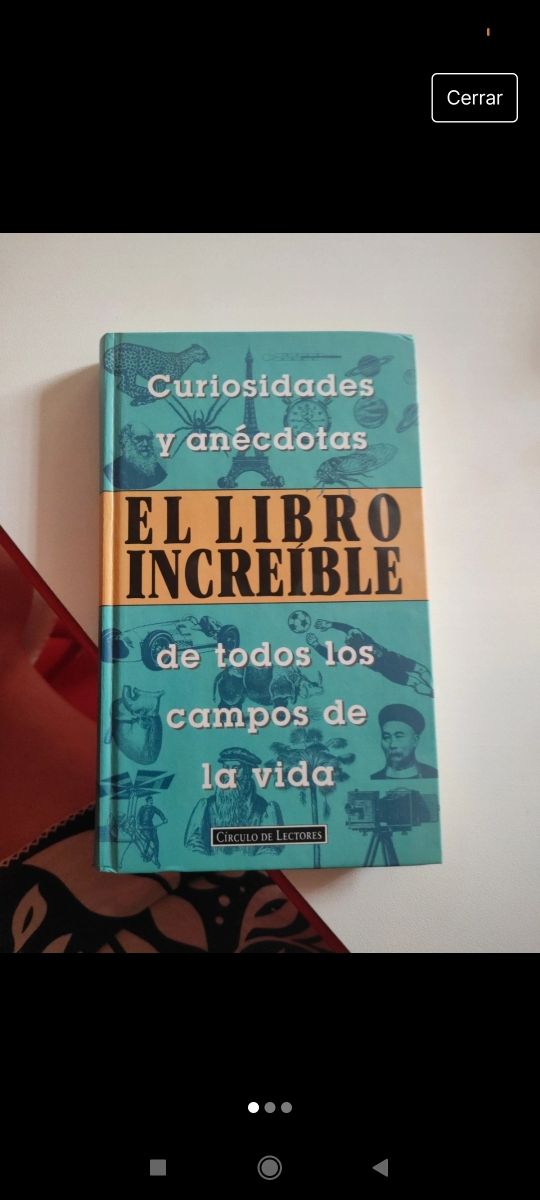 Cerrar
Curiosidades
y anécdotas
EL LIBRO
INCREÍBLE
de todos los
campos de
la vida
CÍRCULO DE LECTORES